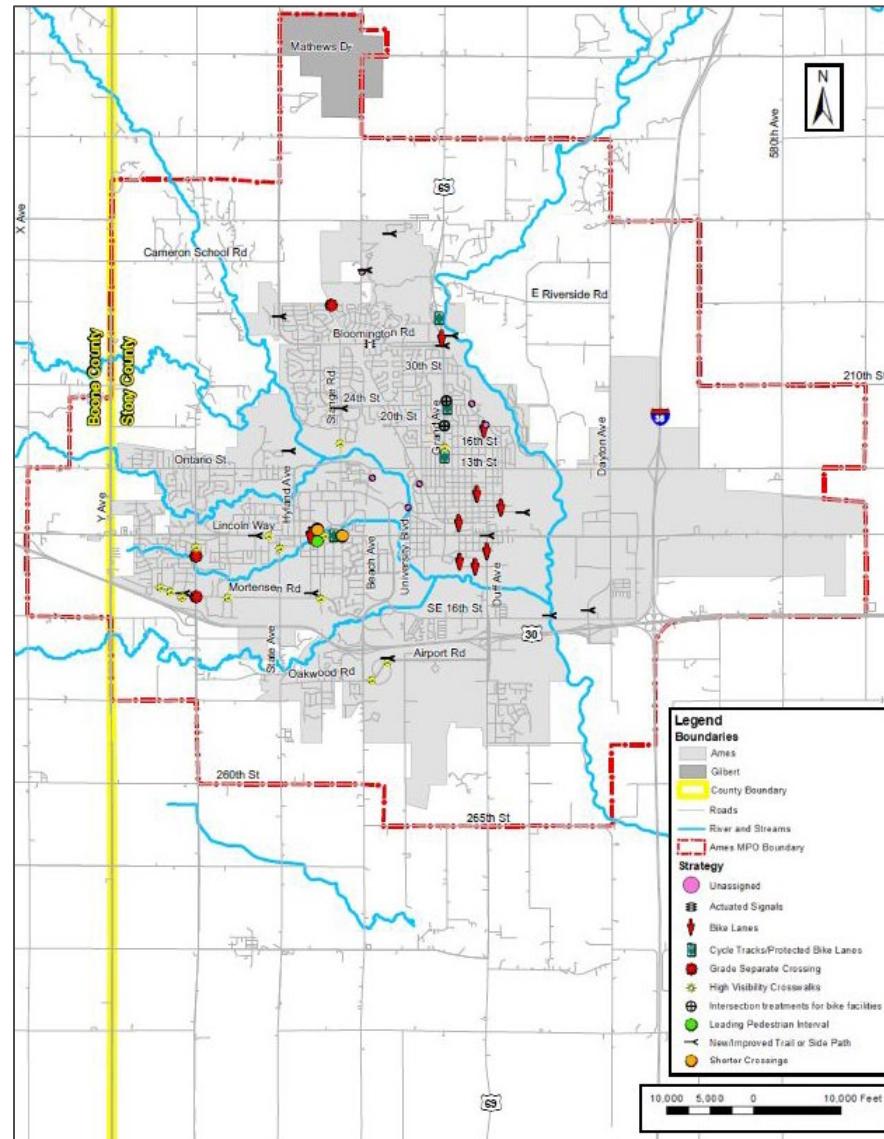 Mathews Dr
N
580th Ave
69
X Ave
Cameron School Rd
E Riverside Rd
Bloomington Rd
30th St
210th St
Boone County
Story County
Stange Rd
24th St
20th St
Grand Ave
35
16th St
13th St
Dayton Ave
Ontario St
Hyland Ave
Y Ave
Lincoln Way
Beach Ave
University Blvd
Duff Ave
Mortensen Rd
SE 16th St
30
State Ave
Airport Rd
Oakwood Rd
260th St
265th St
69
Legend
Boundaries
Ames
Gilbert
County Boundary
Roads
River and Streams
Ames MPO Boundary
Strategy
Unassigned
Actuated Signals
Bike Lanes
Cycle Tracks/Protected Bike Lanes
Grade Separate Crossing
High Visibility Crosswalks
Intersection treatments for bike facilities
Leading Pedestrian Interval
New/Improved Trail or Side Path
Shorter Crossings
10,000 5,000 0 10,000 Feet